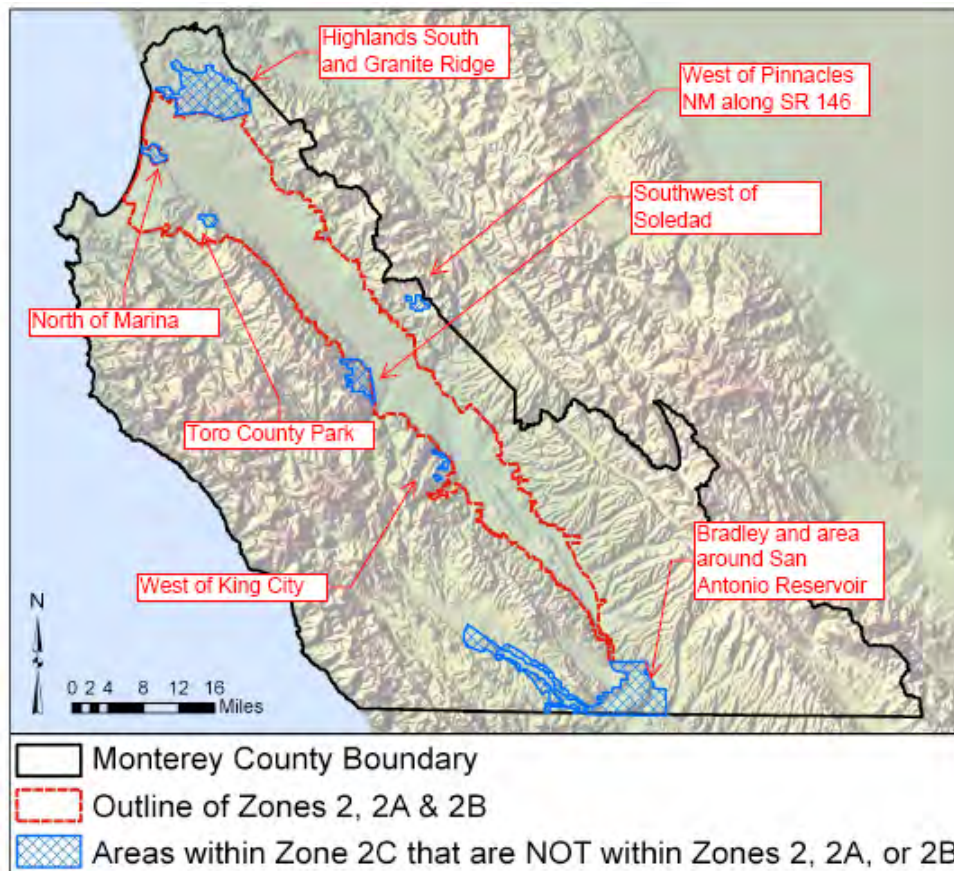 Highlands South
and Granite Ridge
West of Pinnacles
NM along SR 146
Southwest of
Soledad
North of Marina
Toro County Park
West of King City
Bradley and area
around San
Antonio Reservoir
N
0 2 4 8 12 16
Miles
Monterey County Boundary
Outline of Zones 2, 2A & 2B
Areas within Zone 2C that are NOT within Zones 2, 2A, or 2B